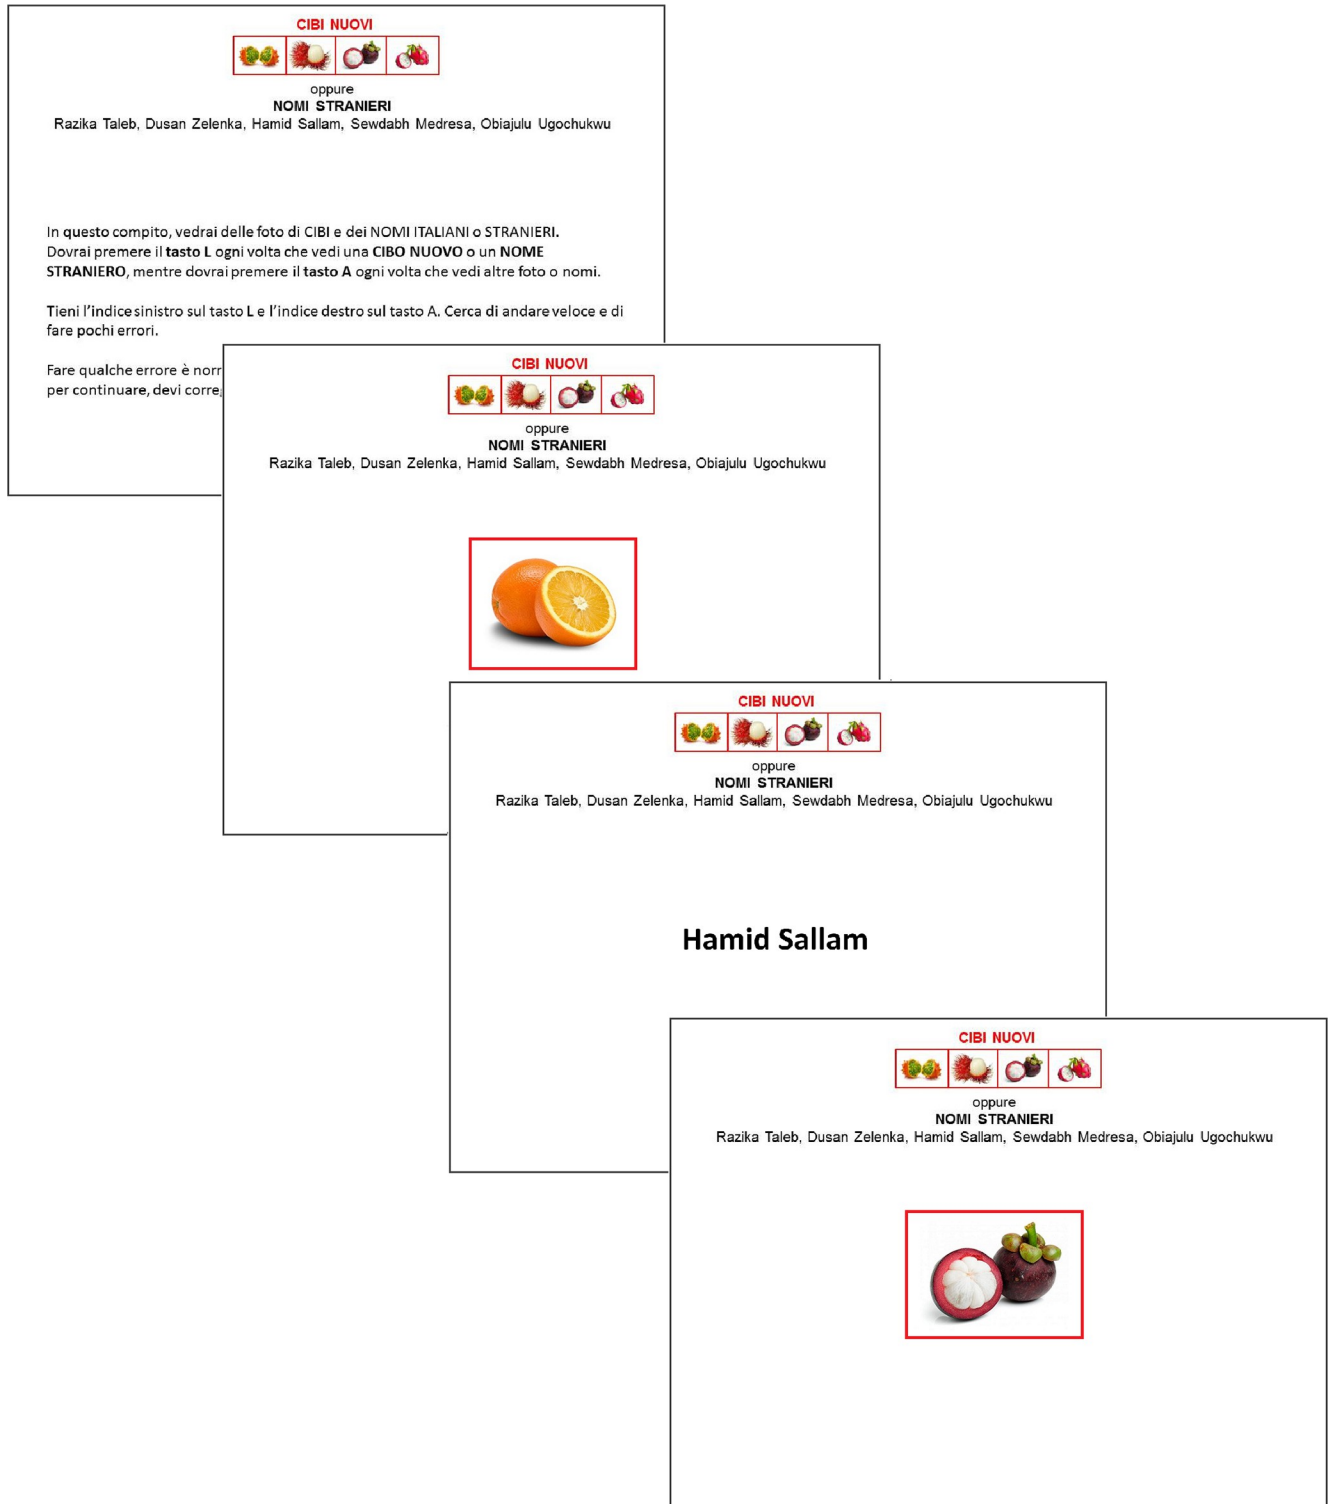 CIBI NUOVI
oppure
NOMI STRANIERI
Razika Taleb, Dusan Zelenka, Hamid Sallam, Sewdabh Medresa, Obiajulu Ugochukwu
In questo compito, vedrai delle foto di CIBI e dei NOMI ITALIANI o STRANIERI.
Dovrai premere il tasto L ogni volta che vedi una CIBO NUOVO o un NOME
STRANIERO, mentre dovrai premere il tasto A ogni volta che vedi altre foto o nomi.
Tieni l'indice sinistro sul tasto L e l'indice destro sul tasto A. Cerca di andare veloce e di
fare pochi errori.
Fare qualche errore è
per continuare, devi
CIBI NUOVI
oppure
NOMI STRANIERI
Razika Taleb, Dusan Zelenka, Hamid Sallam, Sewdabh Medresa, Obiajulu Ugochukwu
CIBI NUOVI
oppure
NOMI STRANIERI
Razika Taleb, Dusan Zelenka, Hamid Sallam, Sewdabh Medresa, Obiajulu Ugochukwu
Hamid Sallam
CIBI NUOVI
oppure
NOMI STRANIERI
Razika Taleb, Dusan Zelenka, Hamid Sallam, Sewdabh Medresa, Obiajulu Ugochukwu